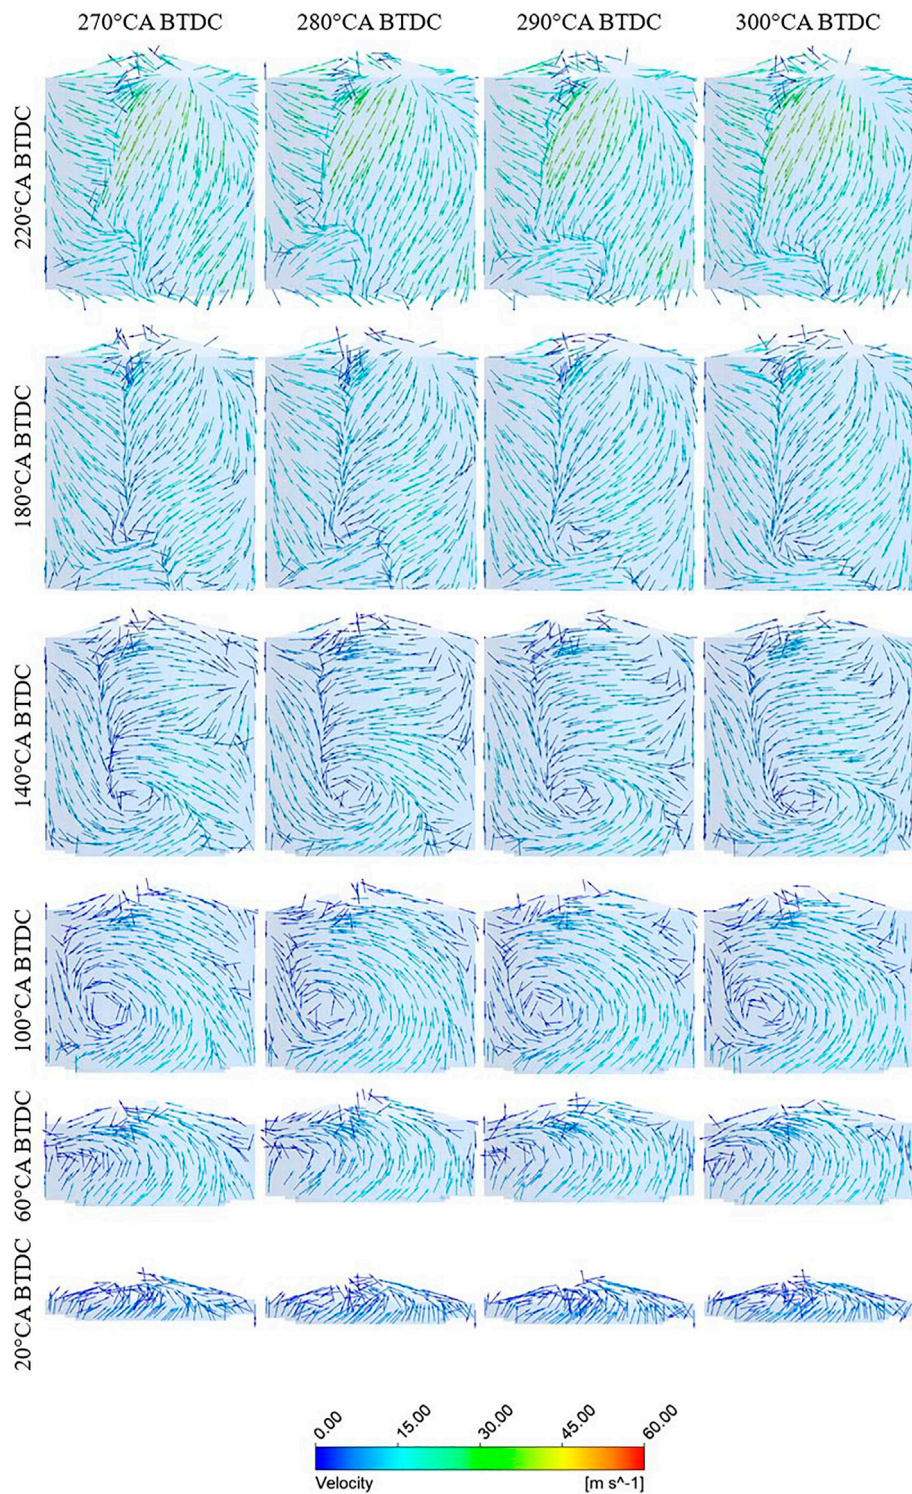 270°CA BTDC 280°CA BTDC 290°CA BTDC 300°CA BTDC
220°CA BTDC
180°CA BTDC
140°CA BTDC
100°CA BTDC
60°CA BTDC
20°CA BTDC
0.00 15.00 30.00 45.00 60.00
Velocity [m s^-1]